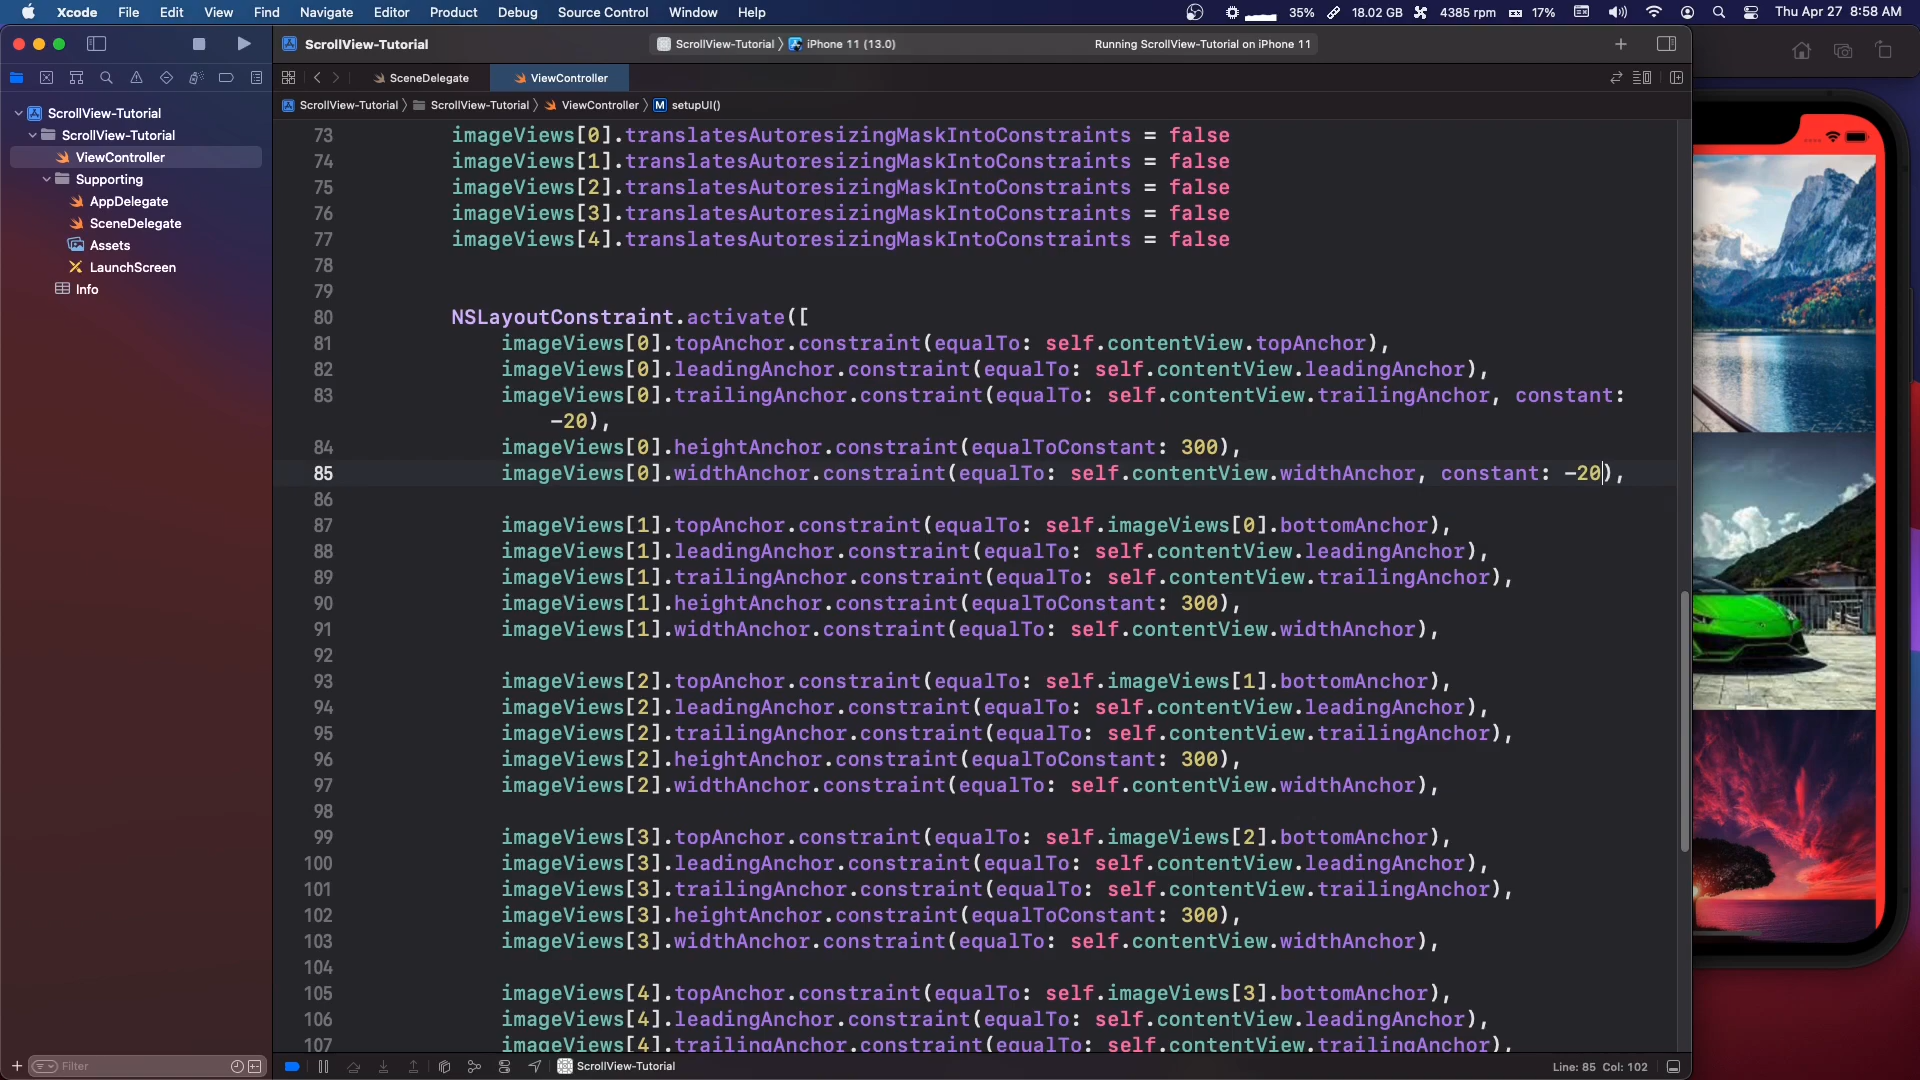 Xcode File Edit View Find Navigate Editor Product Debug Source Control Window Help 35% 18.02 GB 4385 rpm 17% Thu Apr 27 8:58 AM
ScrollView-Tutorial ScrollView-Tutorial iPhone 11 (13.0) Running ScrollView-Tutorial on iPhone 11
SceneDelegate ViewController
ScrollView-Tutorial ScrollView-Tutorial ViewController M setupUI()
ScrollView-Tutorial
ScrollView-Tutorial
ViewController
Supporting
AppDelegate
SceneDelegate
Assets
LaunchScreen
Info
73 imageViews[0].translatesAutoresizingMaskIntoConstraints = false
74 imageViews[1].translatesAutoresizingMaskIntoConstraints = false
75 imageViews[2].translatesAutoresizingMaskIntoConstraints = false
76 imageViews[3].translatesAutoresizingMaskIntoConstraints = false
77 imageViews[4].translatesAutoresizingMaskIntoConstraints = false
78
79
80 NSLayoutConstraint.activate([
81 imageViews[0].topAnchor.constraint(equalTo: self.contentView.topAnchor),
82 imageViews[0].leadingAnchor.constraint(equalTo: self.contentView.leadingAnchor),
83 imageViews[0].trailingAnchor.constraint(equalTo: self.contentView.trailingAnchor, constant:
-20),
84 imageViews[0].heightAnchor.constraint(equalToConstant: 300),
85 imageViews[0].widthAnchor.constraint(equalTo: self.contentView.widthAnchor, constant: -20),
86
87 imageViews[1].topAnchor.constraint(equalTo: self.imageViews[0].bottomAnchor),
88 imageViews[1].leadingAnchor.constraint(equalTo: self.contentView.leadingAnchor),
89 imageViews[1].trailingAnchor.constraint(equalTo: self.contentView.trailingAnchor),
90 imageViews[1].heightAnchor.constraint(equalToConstant: 300),
91 imageViews[1].widthAnchor.constraint(equalTo: self.contentView.widthAnchor),
92
93 imageViews[2].topAnchor.constraint(equalTo: self.imageViews[1].bottomAnchor),
94 imageViews[2].leadingAnchor.constraint(equalTo: self.contentView.leadingAnchor),
95 imageViews[2].trailingAnchor.constraint(equalTo: self.contentView.trailingAnchor),
96 imageViews[2].heightAnchor.constraint(equalToConstant: 300),
97 imageViews[2].widthAnchor.constraint(equalTo: self.contentView.widthAnchor),
98
99 imageViews[3].topAnchor.constraint(equalTo: self.imageViews[2].bottomAnchor),
100 imageViews[3].leadingAnchor.constraint(equalTo: self.contentView.leadingAnchor),
101 imageViews[3].trailingAnchor.constraint(equalTo: self.contentView.trailingAnchor),
102 imageViews[3].heightAnchor.constraint(equalToConstant: 300),
103 imageViews[3].widthAnchor.constraint(equalTo: self.contentView.widthAnchor),
104
105 imageViews[4].topAnchor.constraint(equalTo: self.imageViews[3].bottomAnchor),
106 imageViews[4].leadingAnchor.constraint(equalTo: self.contentView.leadingAnchor),
107 imageViews[4].trailingAnchor.constraint(equalTo: self.contentView.trailingAnchor),
Filter ScrollView-Tutorial Line: 85 Col: 102